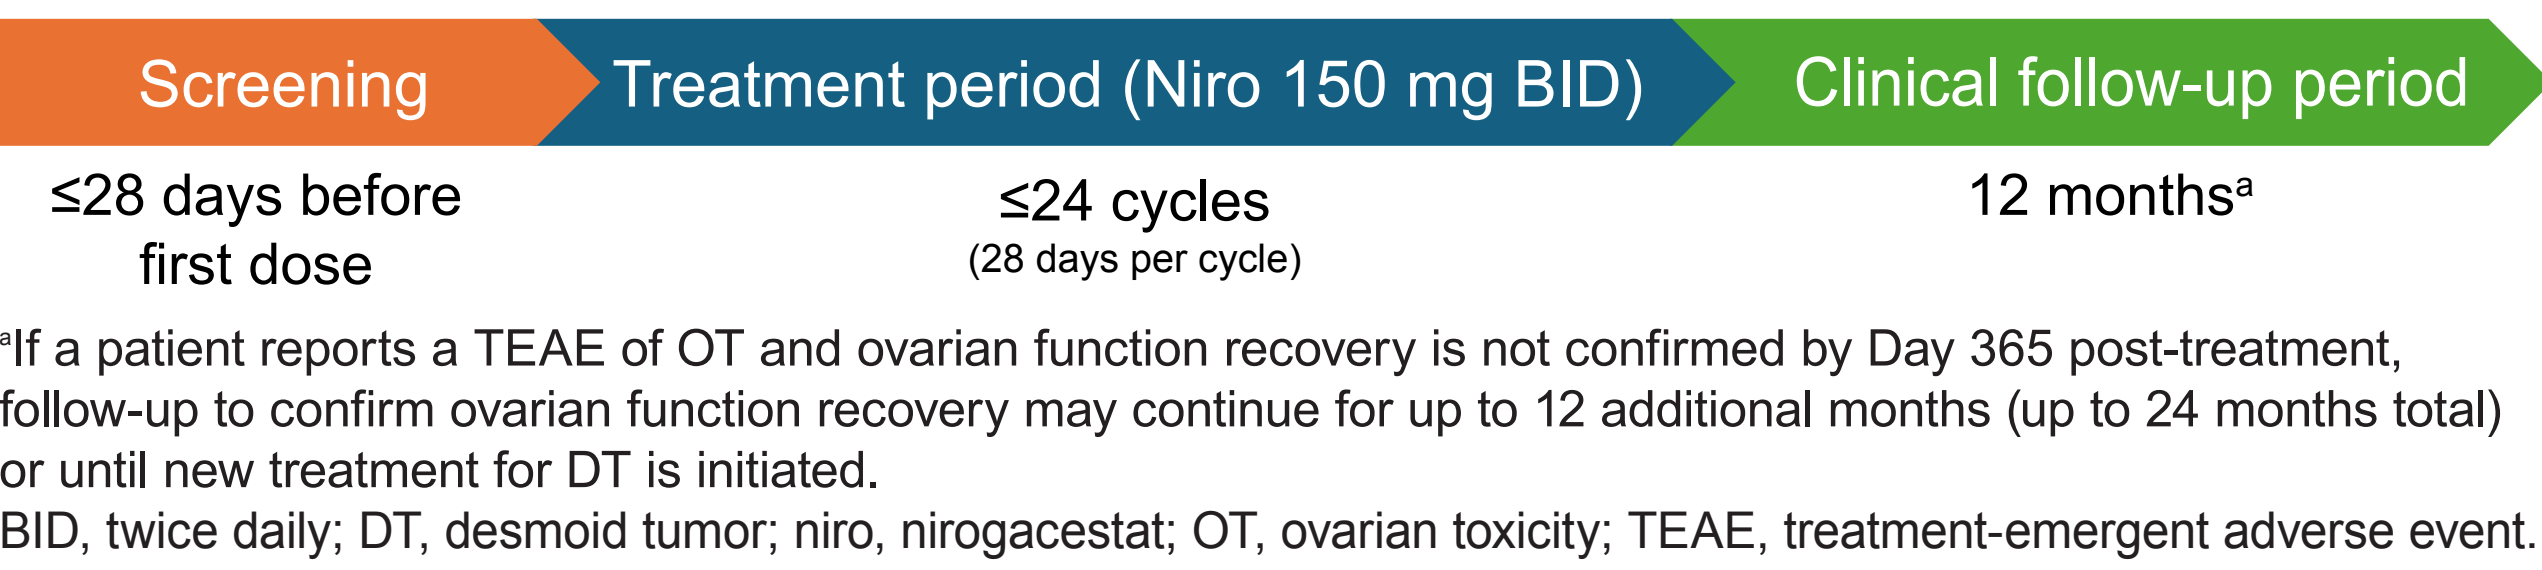 Screening
Treatment period (Niro 150 mg BID)
Clinical follow-up period
≤28 days before
first dose
≤24 cycles
(28 days per cycle)
12 monthsᵃ
ᵃIf a patient reports a TEAE of OT and ovarian function recovery is not confirmed by Day 365 post-treatment,
follow-up to confirm ovarian function recovery may continue for up to 12 additional months (up to 24 months total)
or until new treatment for DT is initiated.
BID, twice daily; DT, desmoid tumor; niro, nirogacestat; OT, ovarian toxicity; TEAE, treatment-emergent adverse event.